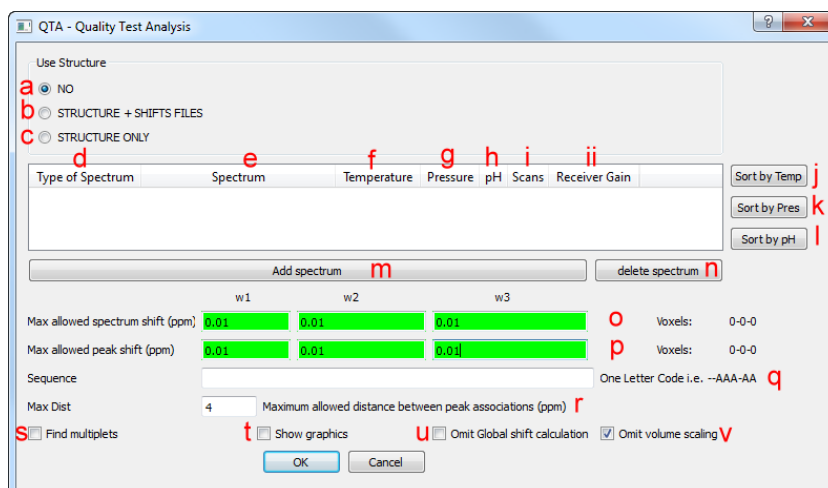 QTA - Quality Test Analysis
Use Structure
a NO
b STRUCTURE + SHIFTS FILES
c STRUCTURE ONLY
d e f g h i ii
Type of Spectrum Spectrum Temperature Pressure pH Scans Receiver Gain
Sort by Temp j
Sort by Pres k
Sort by pH l
Add spectrum m delete spectrum n
w1 w2 w3
Max allowed spectrum shift (ppm) 0.01 0.01 0.01 o Voxels: 0-0-0
Max allowed peak shift (ppm) 0.01 0.01 0.01 p Voxels: 0-0-0
Sequence One Letter Code i.e. --AAA-AA q
Max Dist 4 Maximum allowed distance between peak associations (ppm) r
s Find multiplets t Show graphics u Omit Global shift calculation Omit volume scaling v
OK Cancel